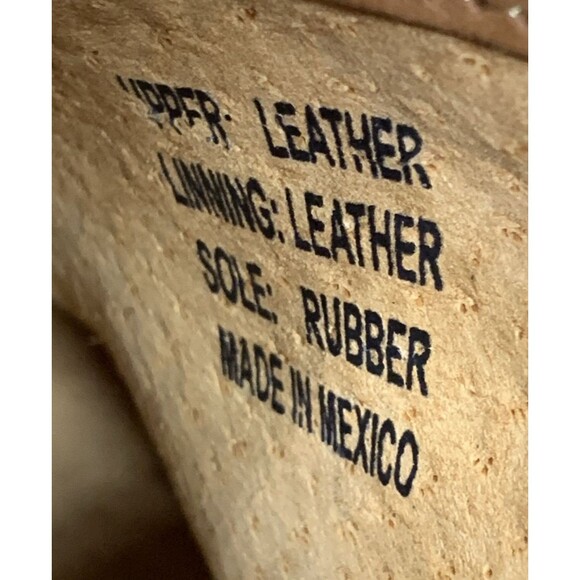 UPPER: LEATHER
LINNING: LEATHER
SOLE: RUBBER
MADE IN MEXICO